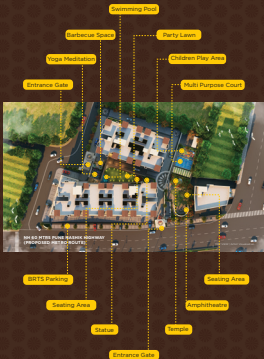 Swimming Pool
Barbecue Space
Party Lawn
Yoga Meditation
Children Play Area
Entrance Gate
Multi Purpose Court
NH 60 MTRS PUNE NASHIK HIGHWAY
(PROPOSED METRO ROUTE)
BRTS Parking
Seating Area
Seating Area
Amphitheatre
Statue
Temple
Entrance Gate